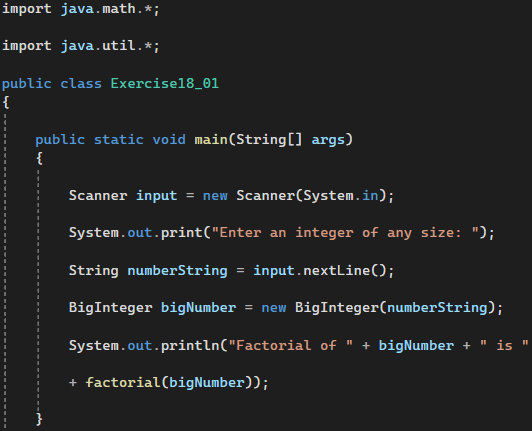 import java.math.*;
import java.util.*;
public class Exercise18_01
{
public static void main(String[] args)
{
Scanner input = new Scanner(System.in);
System.out.print("Enter an integer of any size: ");
String numberString = input.nextLine();
BigInteger bigNumber = new BigInteger(numberString);
System.out.println("Factorial of " + bigNumber + " is "
+ factorial(bigNumber));
}